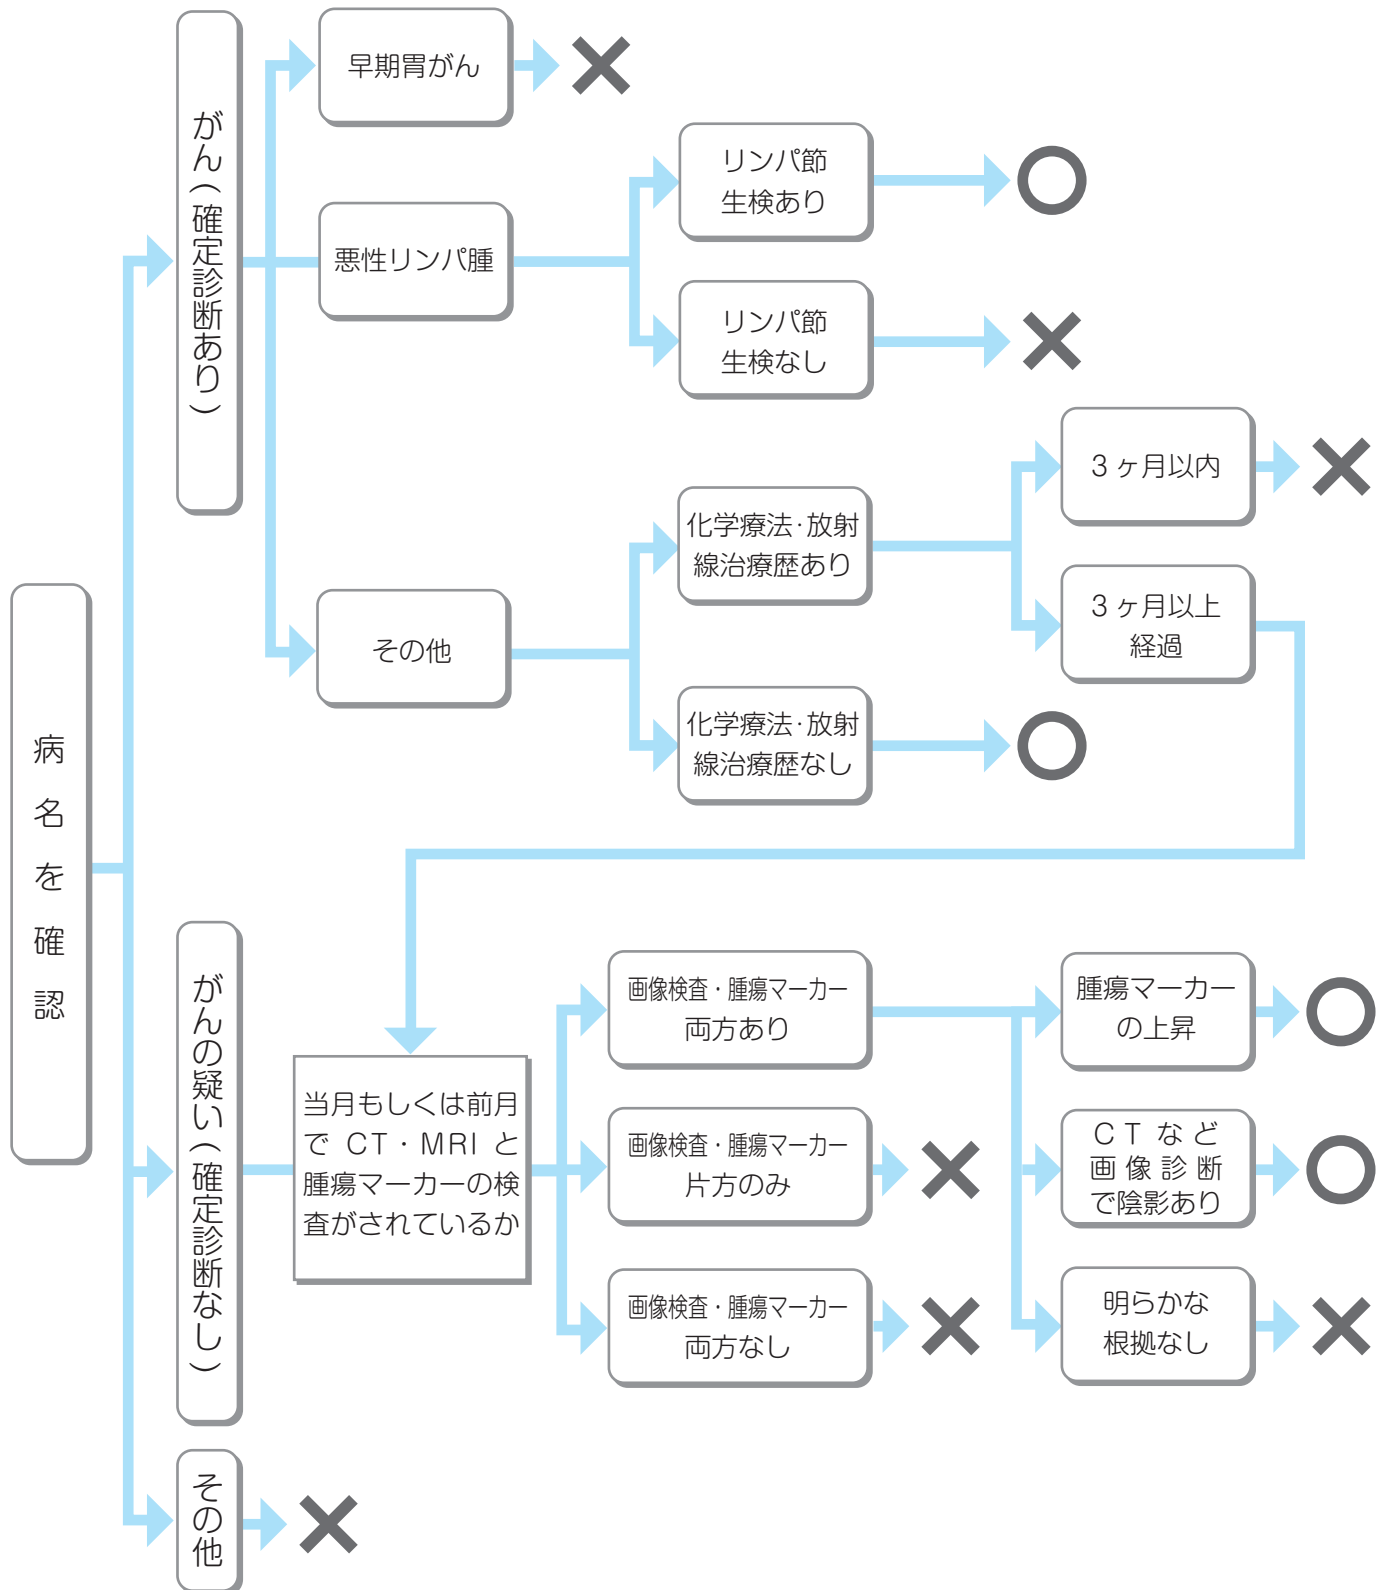 病名を確認
がん（確定診断あり）
早期胃がん
悪性リンパ腫
リンパ節
生検あり
リンパ節
生検なし
その他
化学療法・放射
線治療歴あり
3ヶ月以内
3ヶ月以上
経過
化学療法・放射
線治療歴なし
がんの疑い（確定診断なし）
当月もしくは前月
で CT・MRI と
腫瘍マーカーの検
査がされているか
画像検査・腫瘍マーカー
両方あり
腫瘍マーカー
の上昇
CTなど
画像診断
で陰影あり
明らかな
根拠なし
画像検査・腫瘍マーカー
片方のみ
画像検査・腫瘍マーカー
両方なし
その他